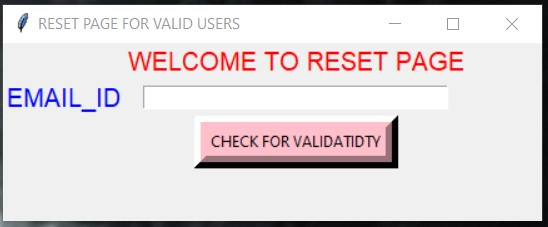 RESET PAGE FOR VALID USERS
WELCOME TO RESET PAGE
EMAIL_ID
CHECK FOR VALIDATIDTY